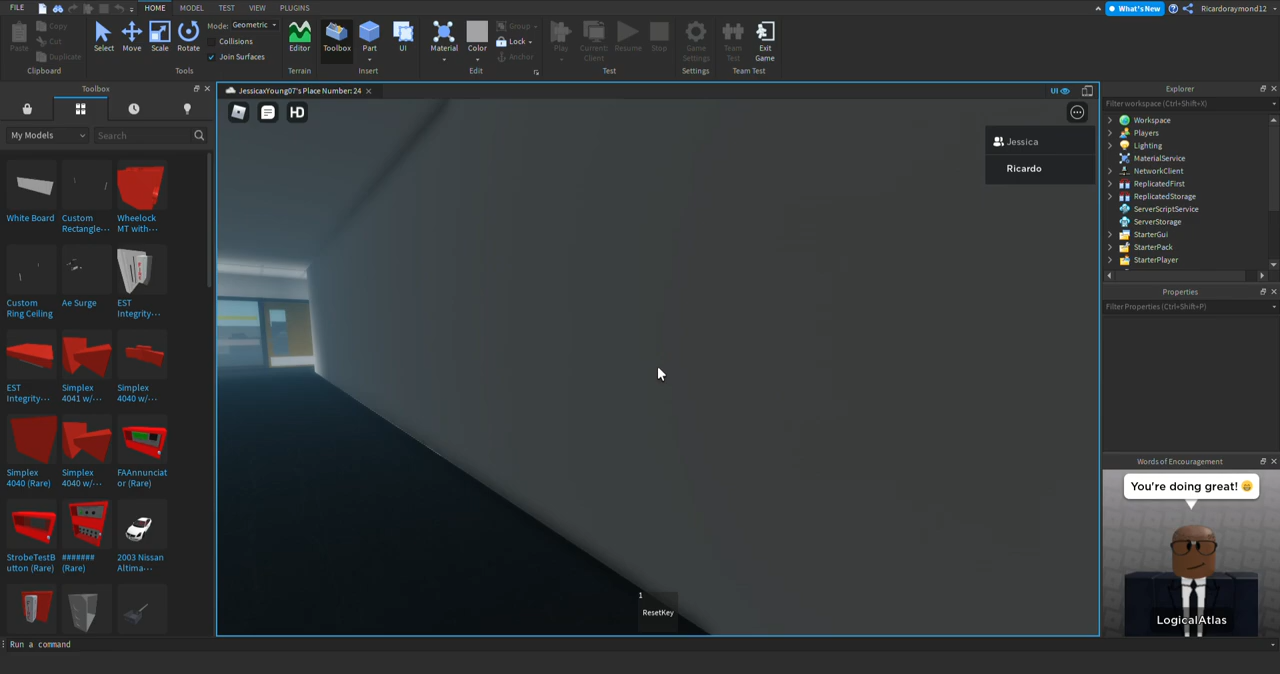 FILE HOME MODEL TEST VIEW PLUGINS What's New Ricardoraymond12
Paste Copy Cut Duplicate Select Move Scale Rotate Mode: Geometric Collisions Join Surfaces Editor Toolbox Part UI Material Color Group Lock Anchor Play Current: Client Resume Stop Game Settings Team Test Exit Game
Clipboard Tools Terrain Insert Edit Test Settings Team Test
Toolbox
JessicaxYoung07's Place Number: 24
UI
Explorer
Filter workspace (Ctrl+Shift+X)
My Models
Search
HD
Jessica
Ricardo
Workspace
Players
Lighting
MaterialService
NetworkClient
ReplicatedFirst
ReplicatedStorage
ServerScriptService
ServerStorage
StarterGui
StarterPack
StarterPlayer
Properties
Filter Properties (Ctrl+Shift+P)
White Board
Custom Rectangle···
Wheelock MT with···
Custom Ring Ceiling
Ae Surge
EST Integrity···
EST Integrity···
Simplex 4041 w/···
Simplex 4040 w/···
Simplex 4040 (Rare)
Simplex 4040 w/···
FAAnnunciat or (Rare)
StrobeTestB utton (Rare)
####### (Rare)
2003 Nissan Altima···
1
ResetKey
Words of Encouragement
You're doing great! 😁
LogicalAtlas
Run a command